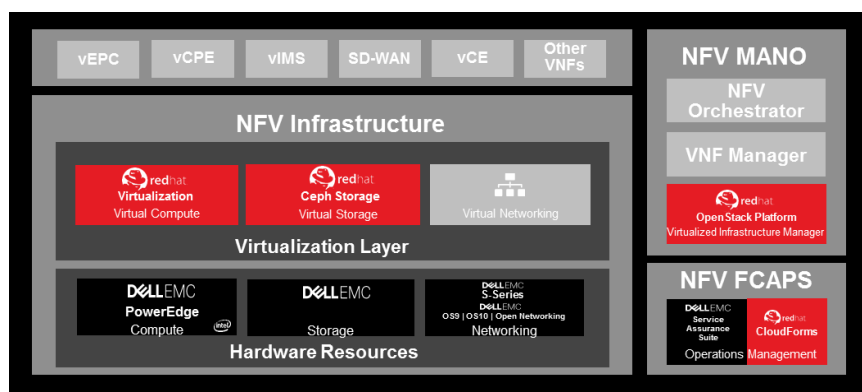 vEPC
vCPE
vIMS
SD-WAN
vCE
Other
VNFs
NFV Infrastructure
redhat
Virtualization
Virtual Compute
redhat
Ceph Storage
Virtual Storage
Virtual Networking
Virtualization Layer
DELLEMC
PowerEdge
Compute
intel
DELLEMC
Storage
DELLEMC
S-Series
DELLEMC
OS9 | OS10 | Open Networking
Networking
Hardware Resources
NFV MANO
NFV
Orchestrator
VNF Manager
redhat
OpenStack Platform
Virtualized Infrastructure Manager
NFV FCAPS
DELLEMC
Service
Assurance
Suite
redhat
CloudForms
Operations Management